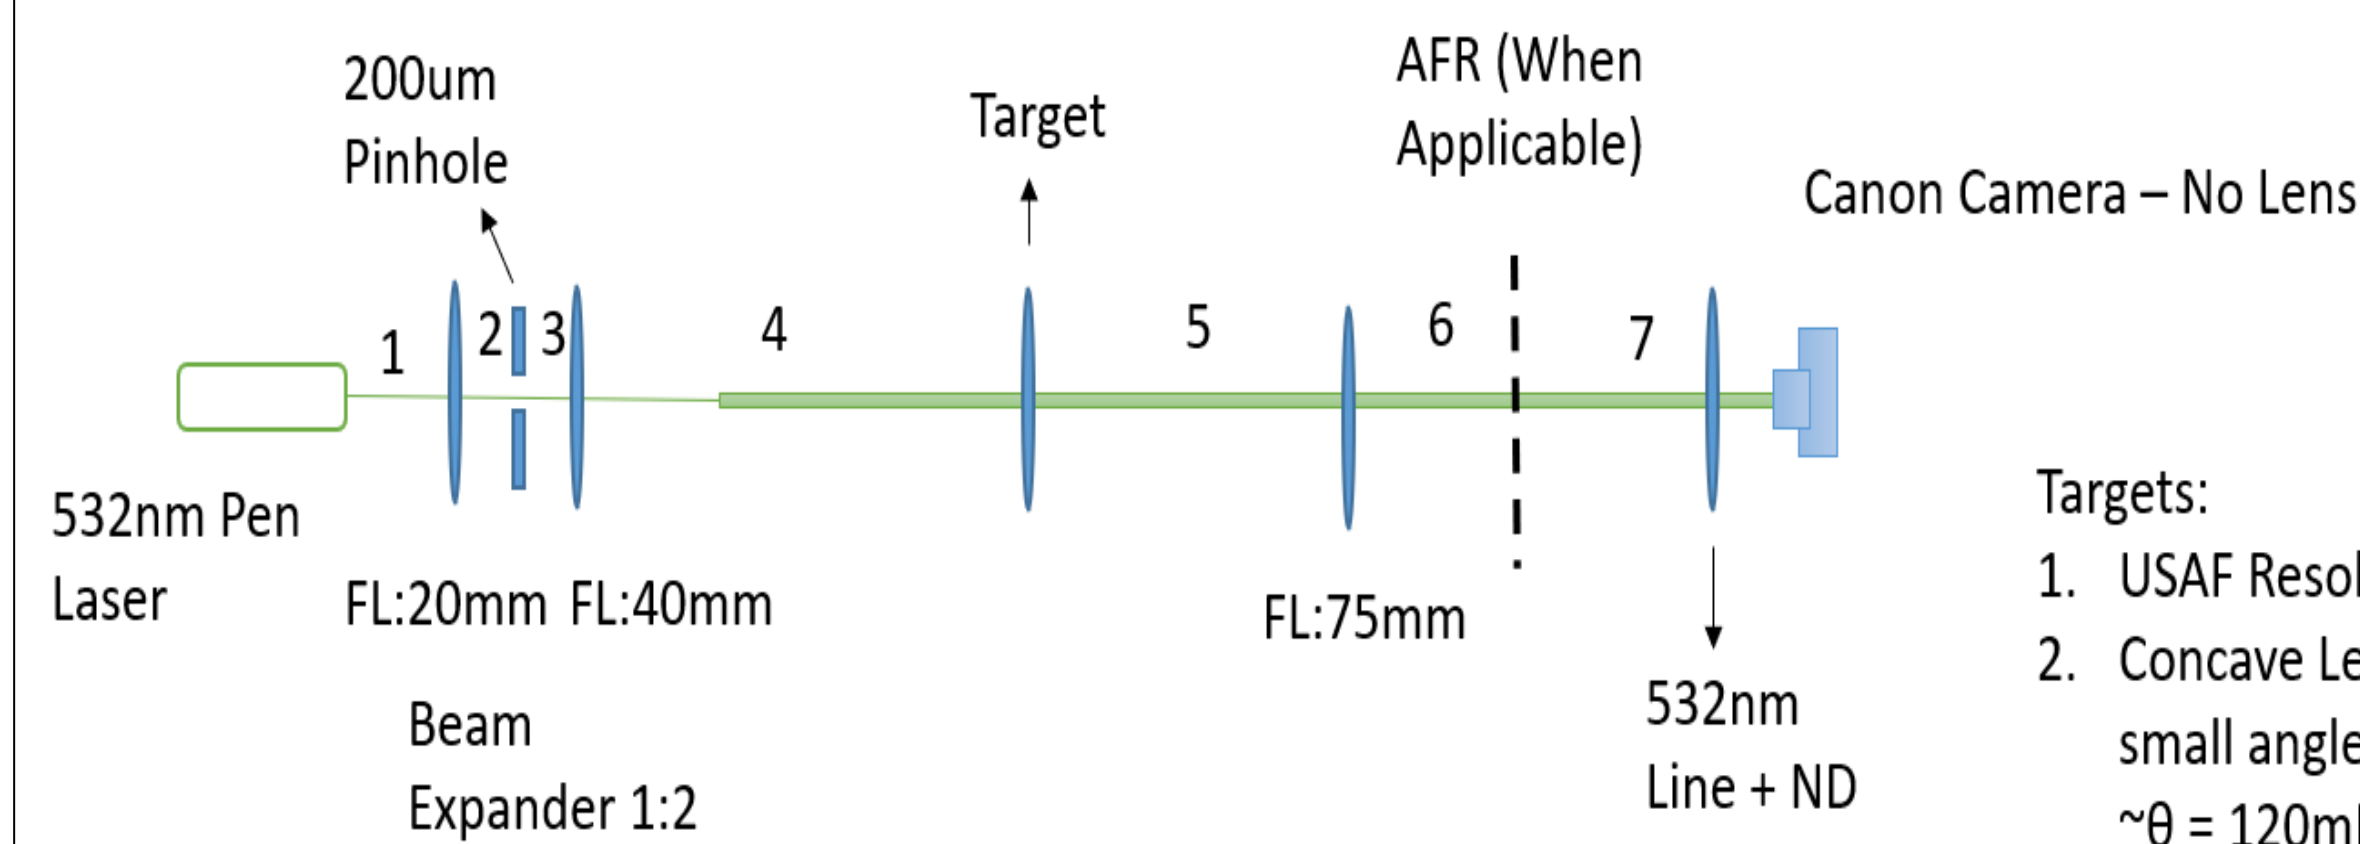 200um
Pinhole
Target
AFR (When
Applicable)
Canon Camera – No Lens
1
2
3
4
5
6
7
532nm Pen
Laser
FL:20mm
FL:40mm
Beam
Expander 1:2
FL:75mm
532nm
Line + ND
Targets:
1. USAF
2. Concave
small angle
~θ =